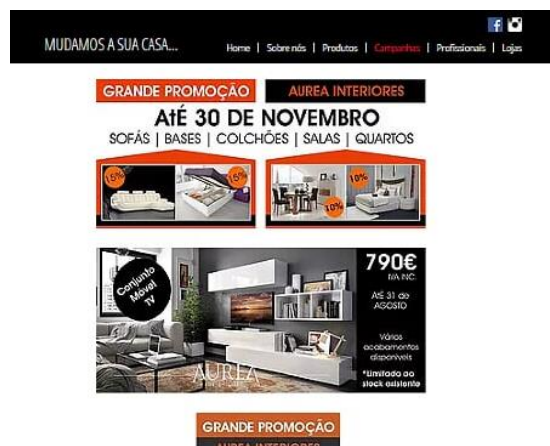 MUDAMOS A SUA CASA...
Home | Sobre nós | Produtos | Campanhas | Profissionais | Lojas
GRANDE PROMOÇÃO
AUREA INTERIORES
AtÉ 30 DE NOVEMBRO
SOFÁS | BASES | COLCHÕES | SALAS | QUARTOS
15%
15%
10%
10%
Conjunto
Móvel
TV
790€
IVA INC.
AtÉ 31 de
AGOSTO
Vários
acabamentos
disponíveis
*Limitado ao
stock existente
AUREA
GRANDE PROMOÇÃO
AUREA INTERIORES